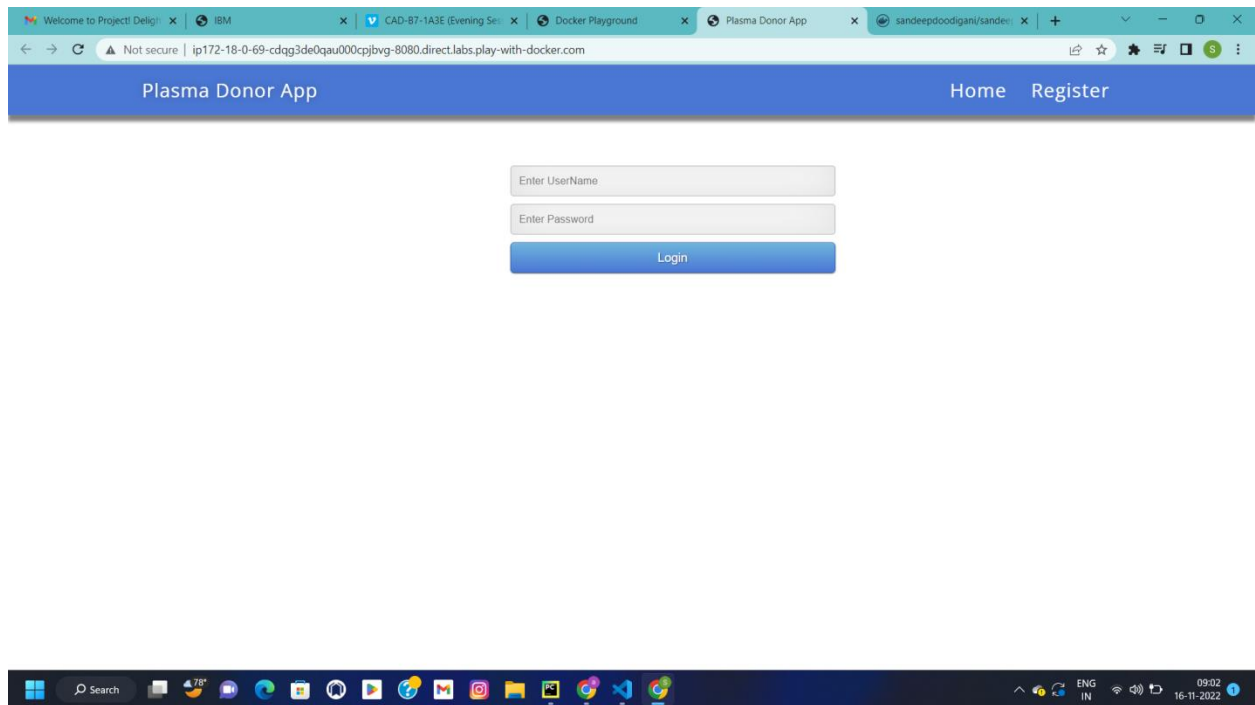 Welcome to Project! Deligh
IBM
CAD-B7-1A3E (Evening Ses
Docker Playground
Plasma Donor App
sandeepdoodigani/sandee
Not secure | ip172-18-0-69-cdqg3de0qau000cpjbvg-8080.direct.labs.play-with-docker.com
S
Plasma Donor App
Home Register
Enter UserName
Enter Password
Login
Search
78°
ENG
IN
09:02
16-11-2022
1